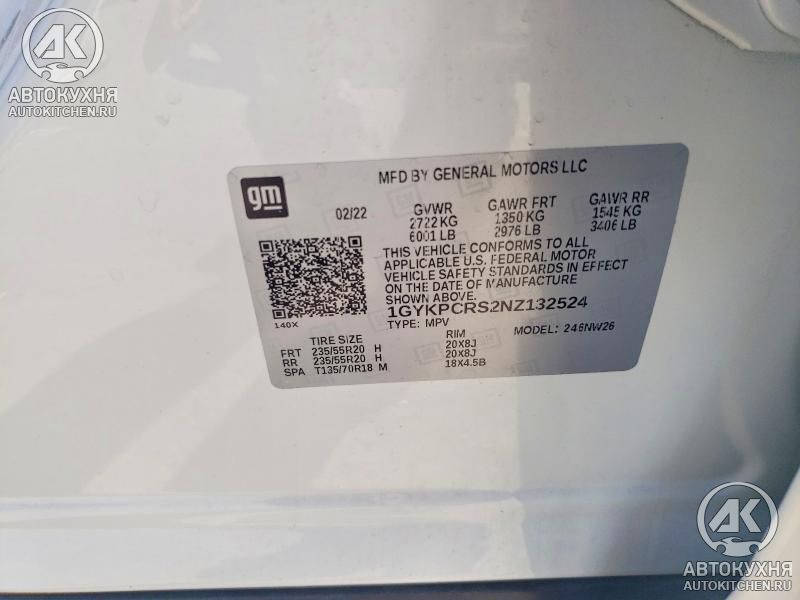 AK
АВТОКУХНЯ
AUTOKITCHEN.RU
MFD BY GENERAL MOTORS LLC
gm
02/22 GVWR GAWR FRT GAWR RR
2722 KG 1350 KG 1545 KG
6001 LB 2976 LB 3406 LB
THIS VEHICLE CONFORMS TO ALL
APPLICABLE U.S. FEDERAL MOTOR
VEHICLE SAFETY STANDARDS IN EFFECT
ON THE DATE OF MANUFACTURE
SHOWN ABOVE.
1GYKPCRS2NZ132524
140X
TYPE: MPV MODEL: 246NW26
TIRE SIZE RIM
FRT 235/55R20 H 20X8J
RR 235/55R20 H 20X8J
SPA T135/70R18 M 18X4.5B
AK
АВТОКУХНЯ
AUTOKITCHEN.RU